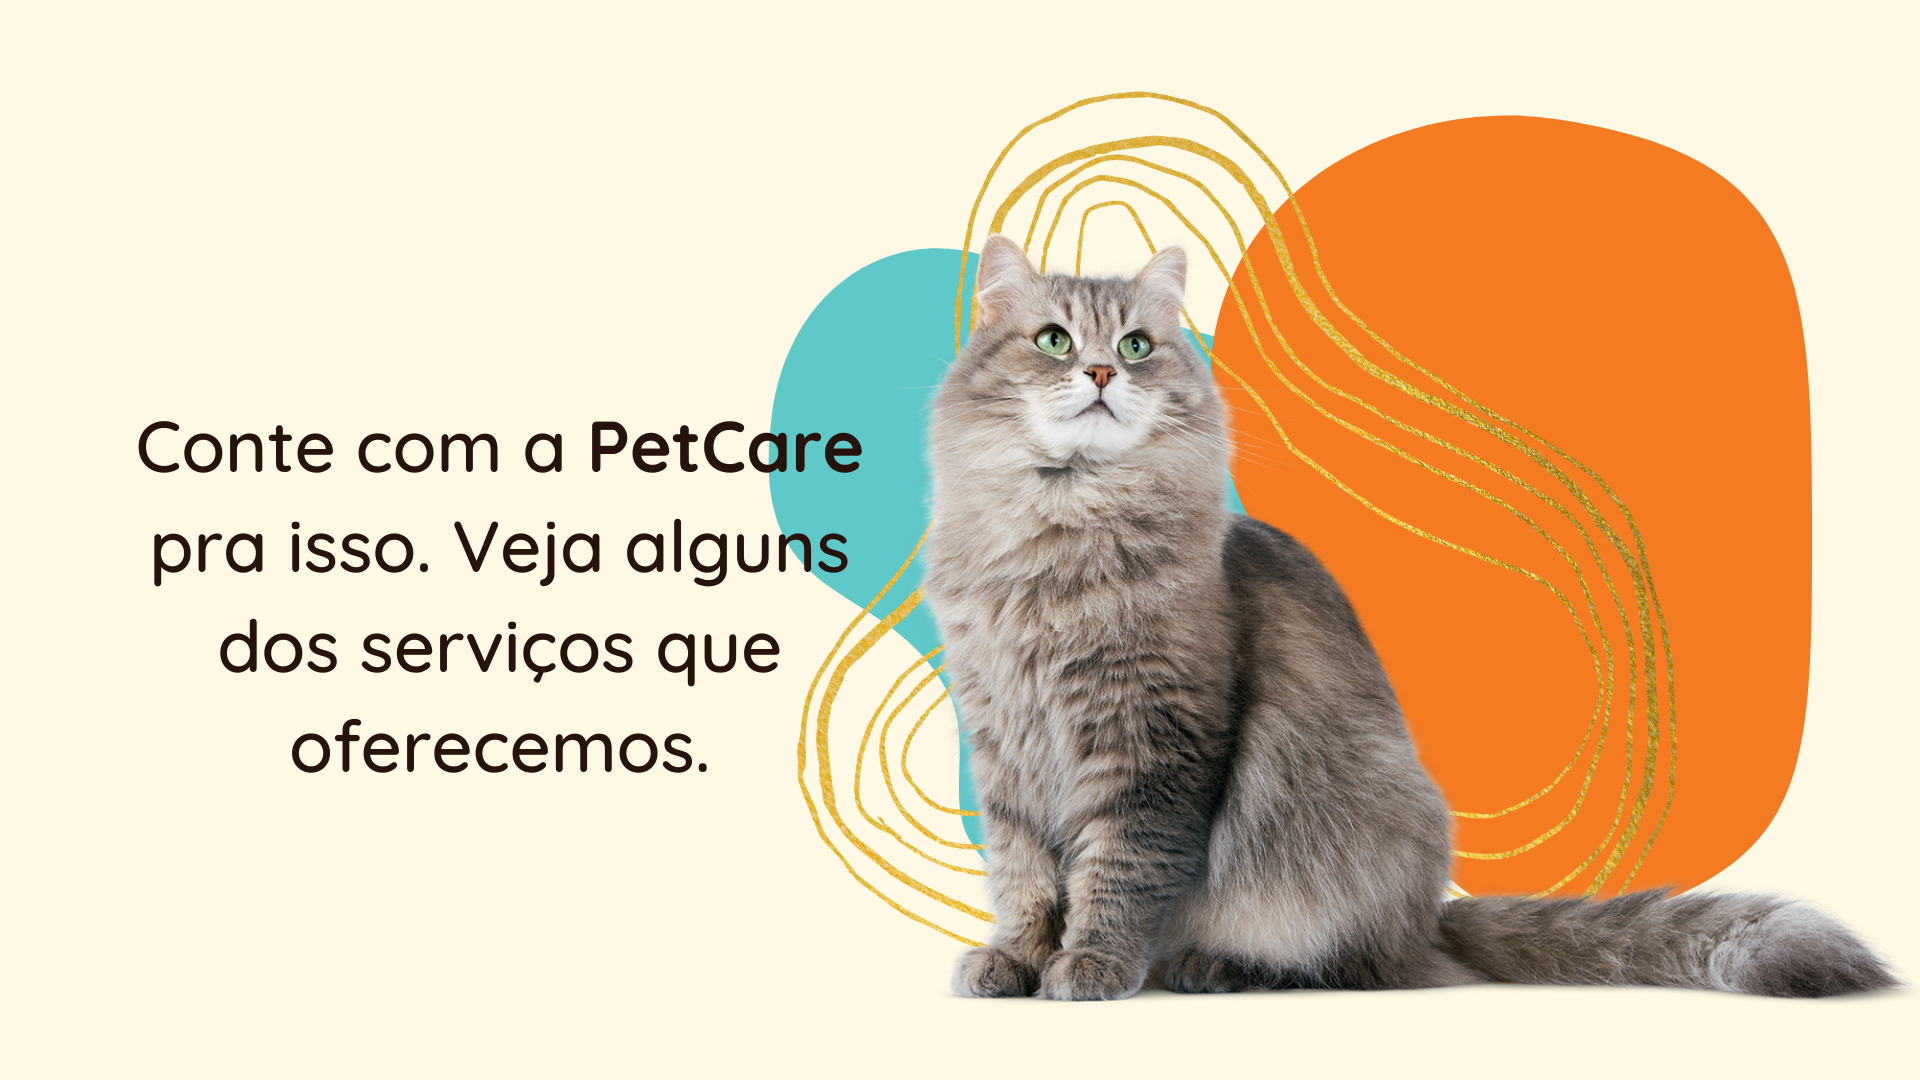 Conte com a PetCare
pra isso. Veja alguns
dos serviços que
oferecemos.